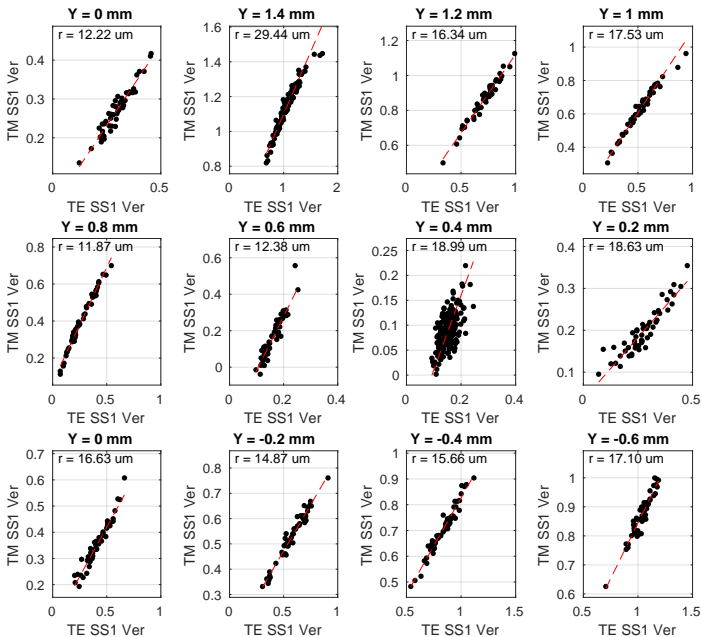 Y = 0 mm
r = 12.22 um
0.4
0.3
0.2
0
0.5
TM SS1 Ver
TE SS1 Ver
Y = 1.4 mm
r = 29.44 um
1.6
1.4
1.2
1
0.8
0
1
2
TM SS1 Ver
TE SS1 Ver
Y = 1.2 mm
r = 16.34 um
1.2
1
0.8
0.6
0
0.5
1
TM SS1 Ver
TE SS1 Ver
Y = 1 mm
r = 17.53 um
1
0.8
0.6
0.4
0
0.5
1
TM SS1 Ver
TE SS1 Ver
Y = 0.8 mm
r = 11.87 um
0.8
0.6
0.4
0.2
0
0.5
1
TM SS1 Ver
TE SS1 Ver
Y = 0.6 mm
r = 12.38 um
0.6
0.4
0.2
0
0
0.2
0.4
TM SS1 Ver
TE SS1 Ver
Y = 0.4 mm
r = 18.99 um
0.25
0.2
0.15
0.1
0.05
0
0
0.2
0.4
TM SS1 Ver
TE SS1 Ver
Y = 0.2 mm
r = 18.63 um
0.4
0.3
0.2
0.1
0
0.5
TM SS1 Ver
TE SS1 Ver
Y = 0 mm
r = 16.63 um
0.7
0.6
0.5
0.4
0.3
0.2
0
0.5
1
TM SS1 Ver
TE SS1 Ver
Y = -0.2 mm
r = 14.87 um
0.8
0.7
0.6
0.5
0.4
0.3
0
0.5
1
TM SS1 Ver
TE SS1 Ver
Y = -0.4 mm
r = 15.66 um
1
0.9
0.8
0.7
0.6
0.5
0.5
1
1.5
TM SS1 Ver
TE SS1 Ver
Y = -0.6 mm
r = 17.10 um
1
0.9
0.8
0.7
0.6
0.5
1
1.5
TM SS1 Ver
TE SS1 Ver